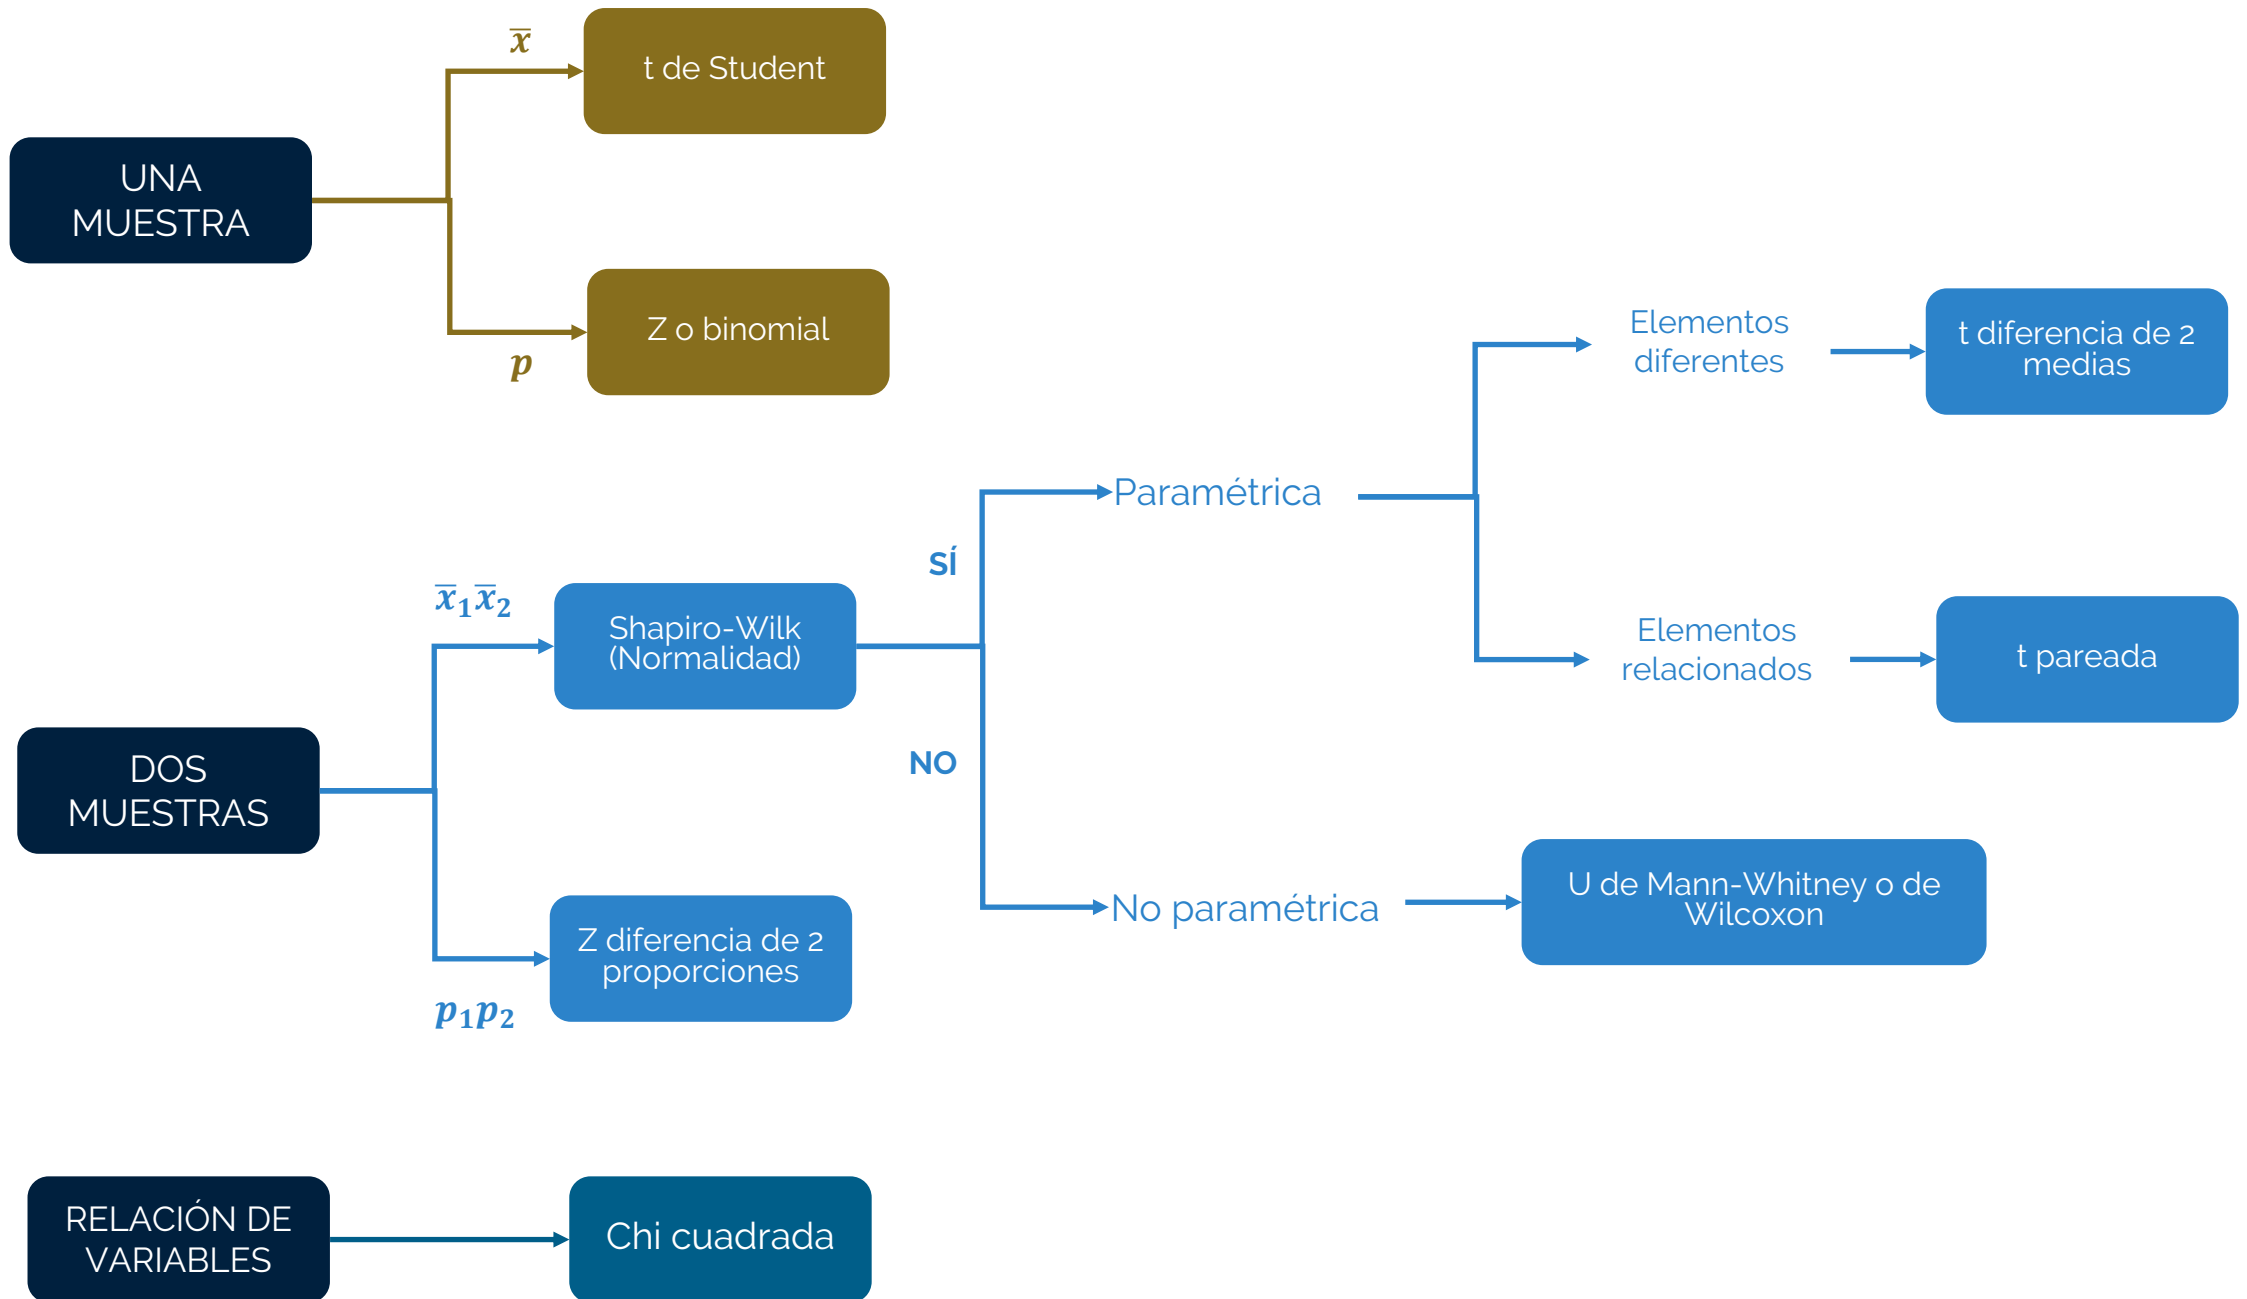 x̅
t de Student
UNA
MUESTRA
Z o binomial
p
Elementos
diferentes
t diferencia de 2
medias
Paramétrica
SÍ
x̅₁x̅₂
Shapiro-Wilk
(Normalidad)
Elementos
relacionados
t pareada
NO
DOS
MUESTRAS
No paramétrica
U de Mann-Whitney o de
Wilcoxon
Z diferencia de 2
proporciones
p₁p₂
RELACIÓN DE
VARIABLES
Chi cuadrada